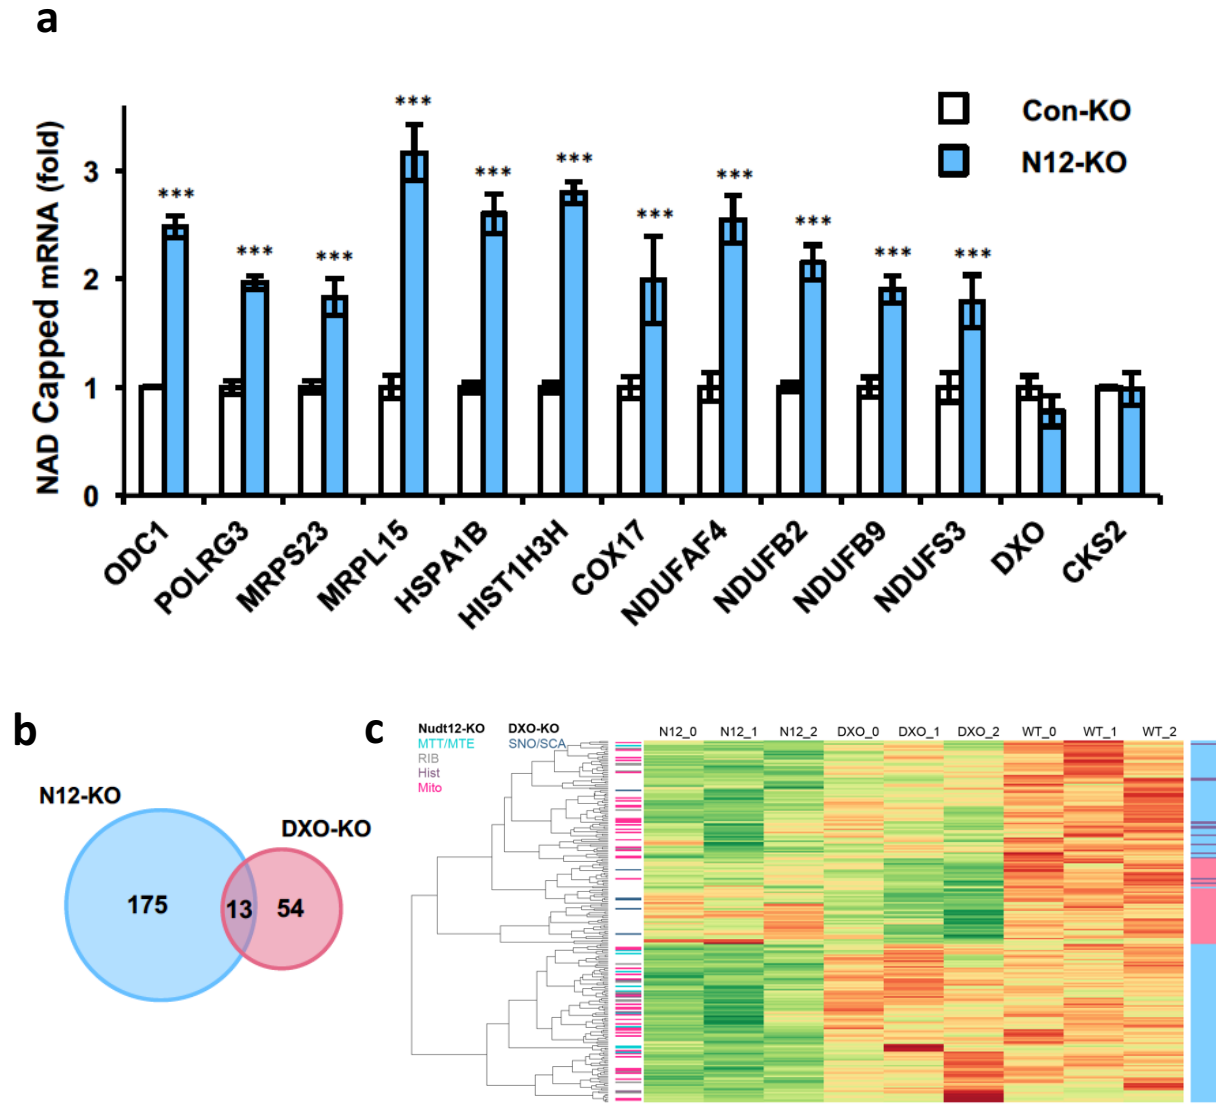 a
NAD Capped mRNA (fold)
3
2
1
0
Con-KO
N12-KO
***
***
***
***
***
***
***
***
***
***
***
ODC1
POLRG3
MRPS23
MRPL15
HSPA1B
HIST1H3H
COX17
NDUFAF4
NDUFB2
NDUFB9
NDUFS3
DXO
CKS2
b
N12-KO
DXO-KO
175
13
54
c
Nudt12-KO DXO-KO
MTT/MTE SNO/SCA
RIB
Hist
Mito
N12_0 N12_1 N12_2 DXO_0 DXO_1 DXO_2 WT_0 WT_1 WT_2